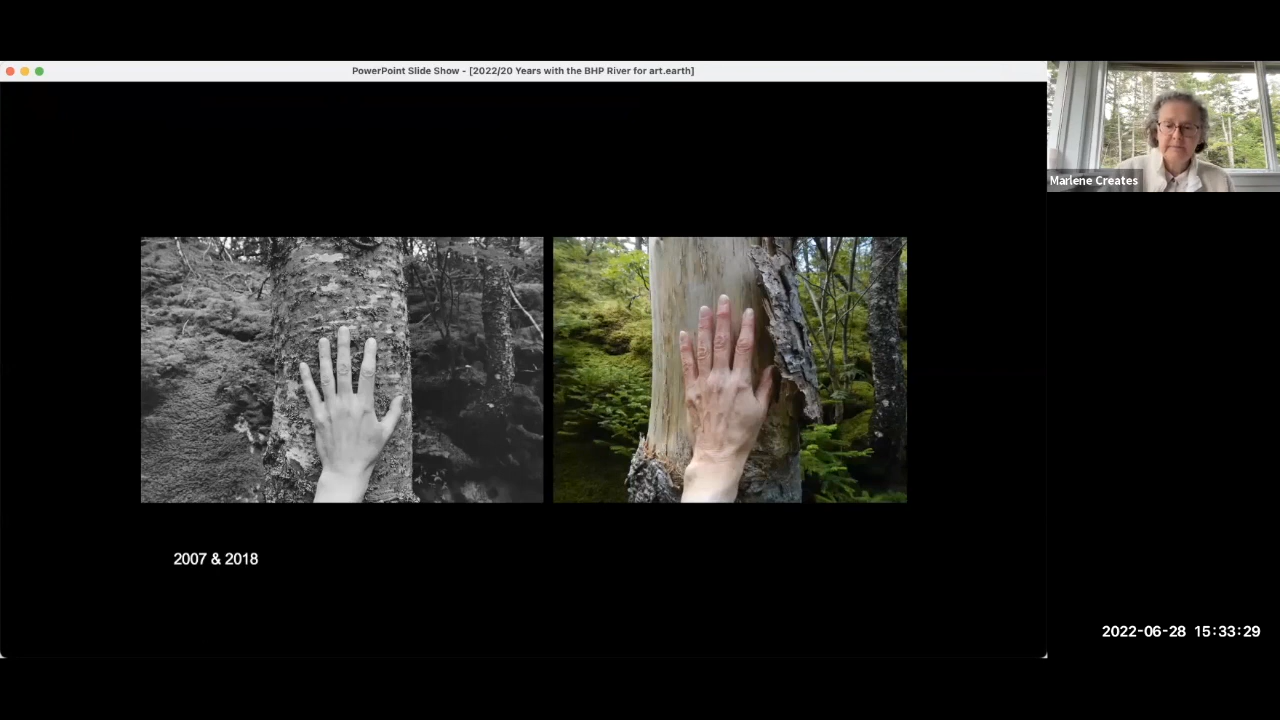 PowerPoint Slide Show - [2022/20 Years with the BHP River for art.earth]
Marlene Creates
2007 & 2018
2022-06-28 15:33:29